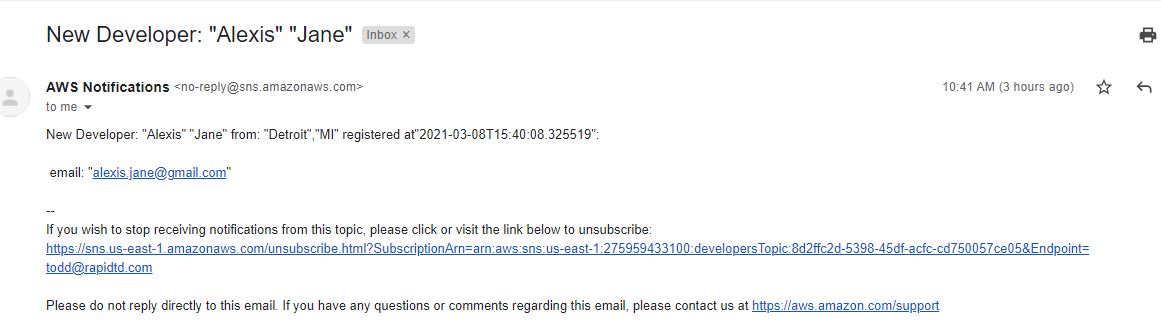 New Developer: "Alexis" "Jane" Inbox ×
AWS Notifications <no-reply@sns.amazonaws.com> 10:41 AM (3 hours ago)
to me
New Developer: "Alexis" "Jane" from: "Detroit","MI" registered at"2021-03-08T15:40:08.325519":
email: "alexis.jane@gmail.com"
--
If you wish to stop receiving notifications from this topic, please click or visit the link below to unsubscribe:
https://sns.us-east-1.amazonaws.com/unsubscribe.html?SubscriptionArn=arn:aws:sns:us-east-1:275959433100:developersTopic:8d2ffc2d-5398-45df-acfc-cd750057ce05&Endpoint=
todd@rapidtd.com
Please do not reply directly to this email. If you have any questions or comments regarding this email, please contact us at https://aws.amazon.com/support